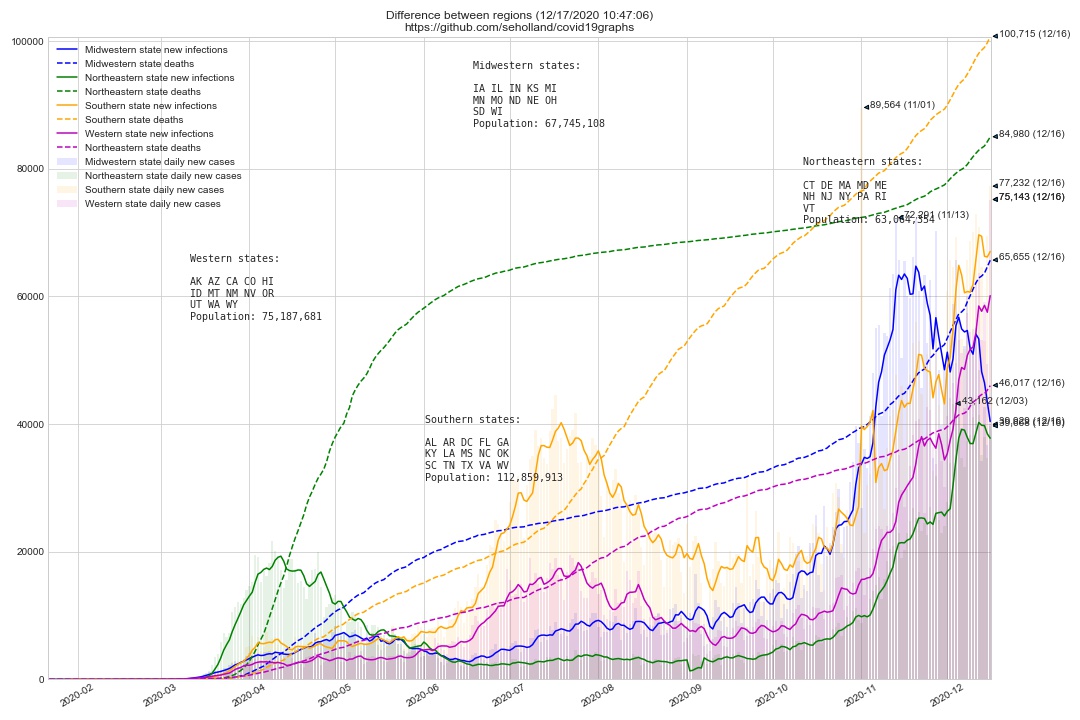 Difference between regions (12/17/2020 10:47:06)
https://github.com/seholland/covid19graphs
100000
80000
60000
40000
20000
0
Midwestern state new infections
Midwestern state deaths
Northeastern state new infections
Northeastern state deaths
Southern state new infections
Southern state deaths
Western state new infections
Northeastern state deaths
Midwestern state daily new cases
Northeastern state daily new cases
Southern state daily new cases
Western state daily new cases
Midwestern states:
IA IL IN KS MI
MN MO ND NE OH
SD WI
Population: 67,745,108
Northeastern states:
CT DE MA MD ME
NH NJ NY PA RI
VT
Population:
Western states:
AK AZ CA CO HI
ID MT NM NV OR
UT WA WY
Population: 75,187,681
Southern states:
AL AR DC FL GA
KY LA MS NC OK
SC TN TX VA WV
Population: 112,859,913
100,715 (12/16)
89,564 (11/01)
84,980 (12/16)
77,232 (12/16)
75,143 (12/16)
(11/13)
65,655 (12/16)
46,017 (12/16)
43,162 (12/03)
(12/16)
2020-02
2020-03
2020-04
2020-05
2020-06
2020-07
2020-08
2020-09
2020-10
2020-11
2020-12